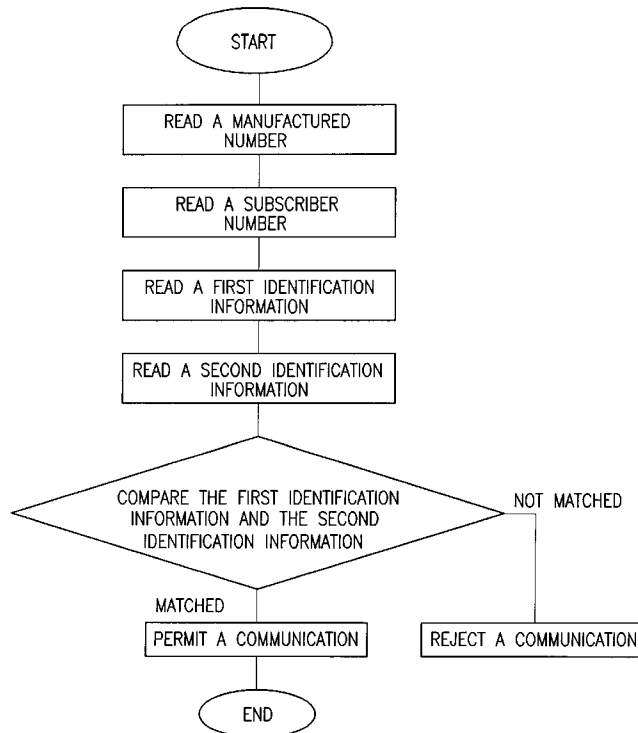 START
READ A MANUFACTURED
NUMBER
READ A SUBSCRIBER
NUMBER
READ A FIRST IDENTIFICATION
INFORMATION
READ A SECOND IDENTIFICATION
INFORMATION
COMPARE THE FIRST IDENTIFICATION
INFORMATION AND THE SECOND
IDENTIFICATION INFORMATION
NOT MATCHED
MATCHED
PERMIT A COMMUNICATION
REJECT A COMMUNICATION
END